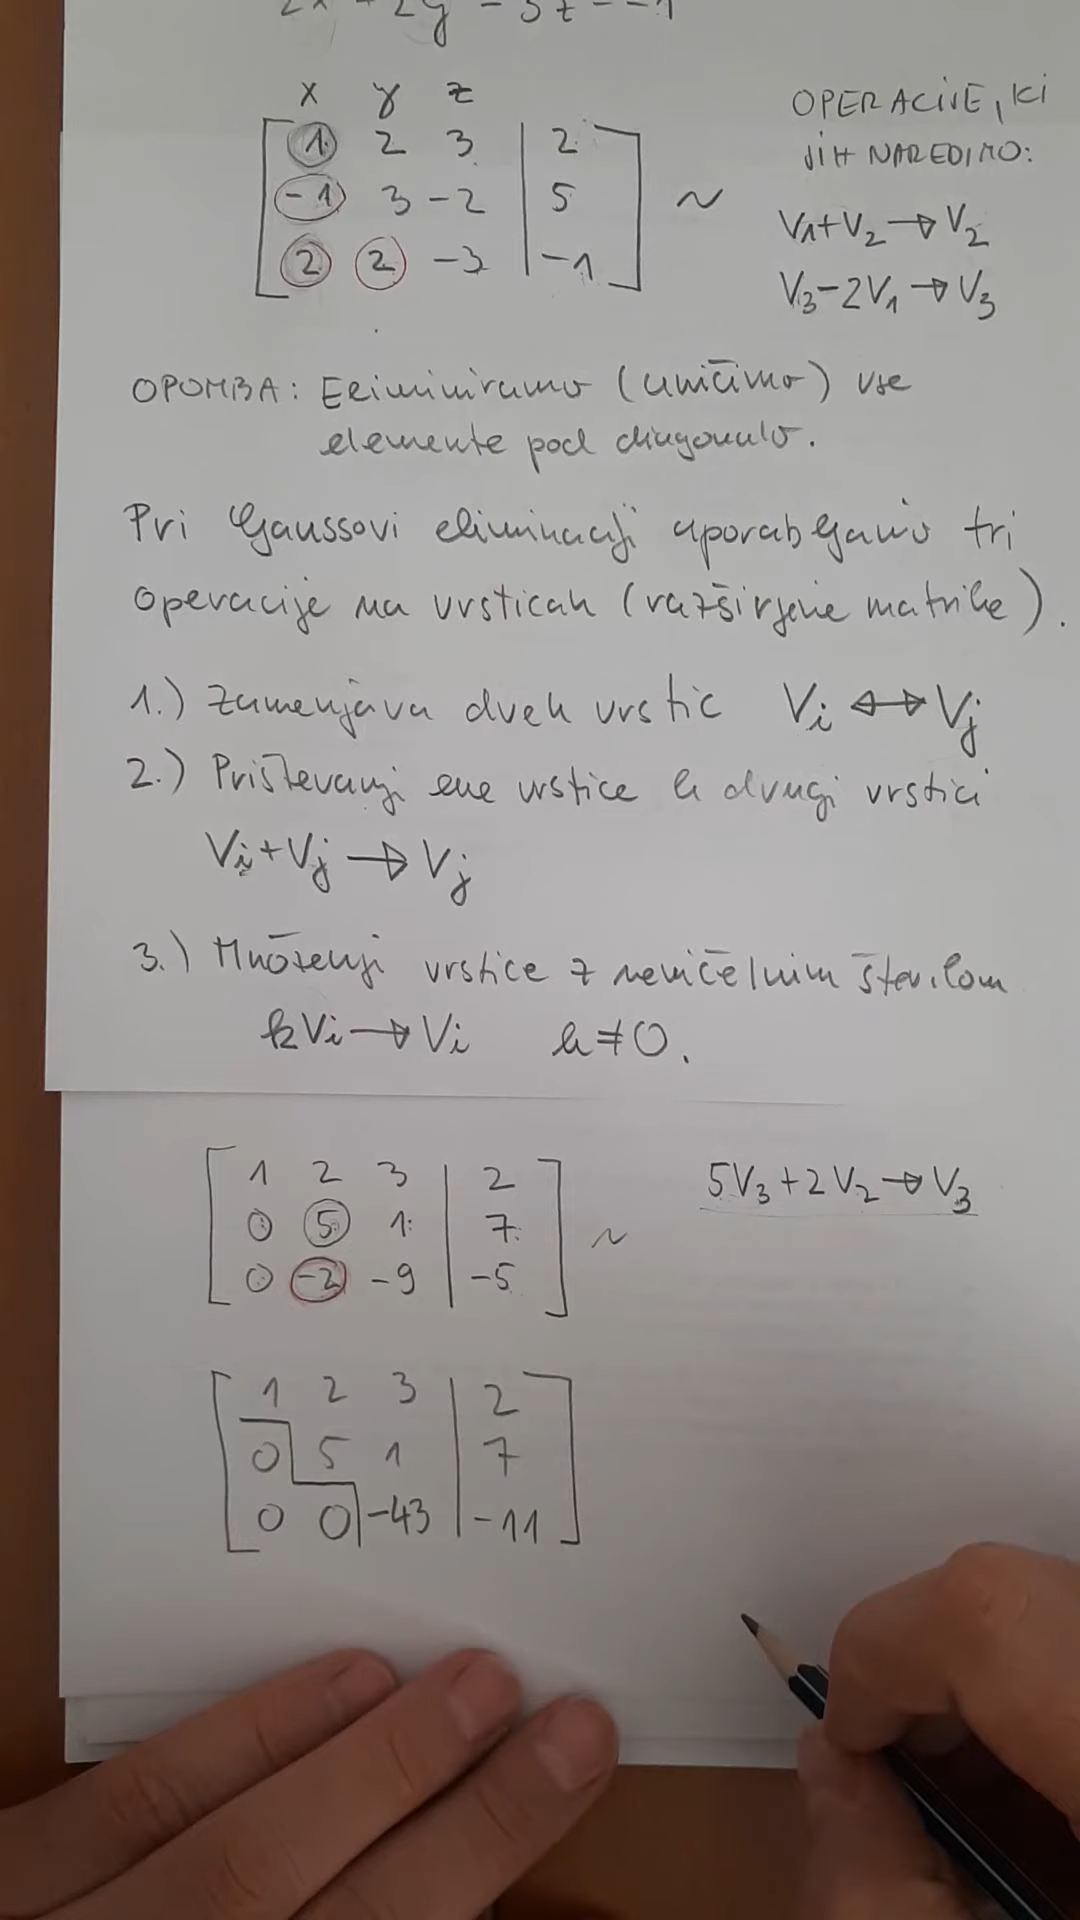 2x + 2y - 3z = -1
x y z
1 2 3 | 2
-1 3 -2 | 5
2 2 -3 | -1
~
OPERACIJE, KI
JIH NAREDIMO:
V1+V2 → V2
V3-2V1 → V3
OPOMBA: Eliminiramo (uničimo) vse
elemente pod diagonalo.
Pri Gaussovi eliminaciji uporabljamo tri
operacije na vrsticah (razširjene matrike).
1.) Zamenjava dveh vrstic Vi ↔ Vj
2.) Prištevanje ene vrstice k drugi vrstici
Vi+Vj → Vj
3.) Množenje vrstice z neničelnim številom
kVi → Vi k≠0.
1 2 3 | 2
0 5 1 | 7
0 -2 -9 | -5
~
5V3+2V2 → V3
1 2 3 | 2
0 5 1 | 7
0 0 -43 | -11